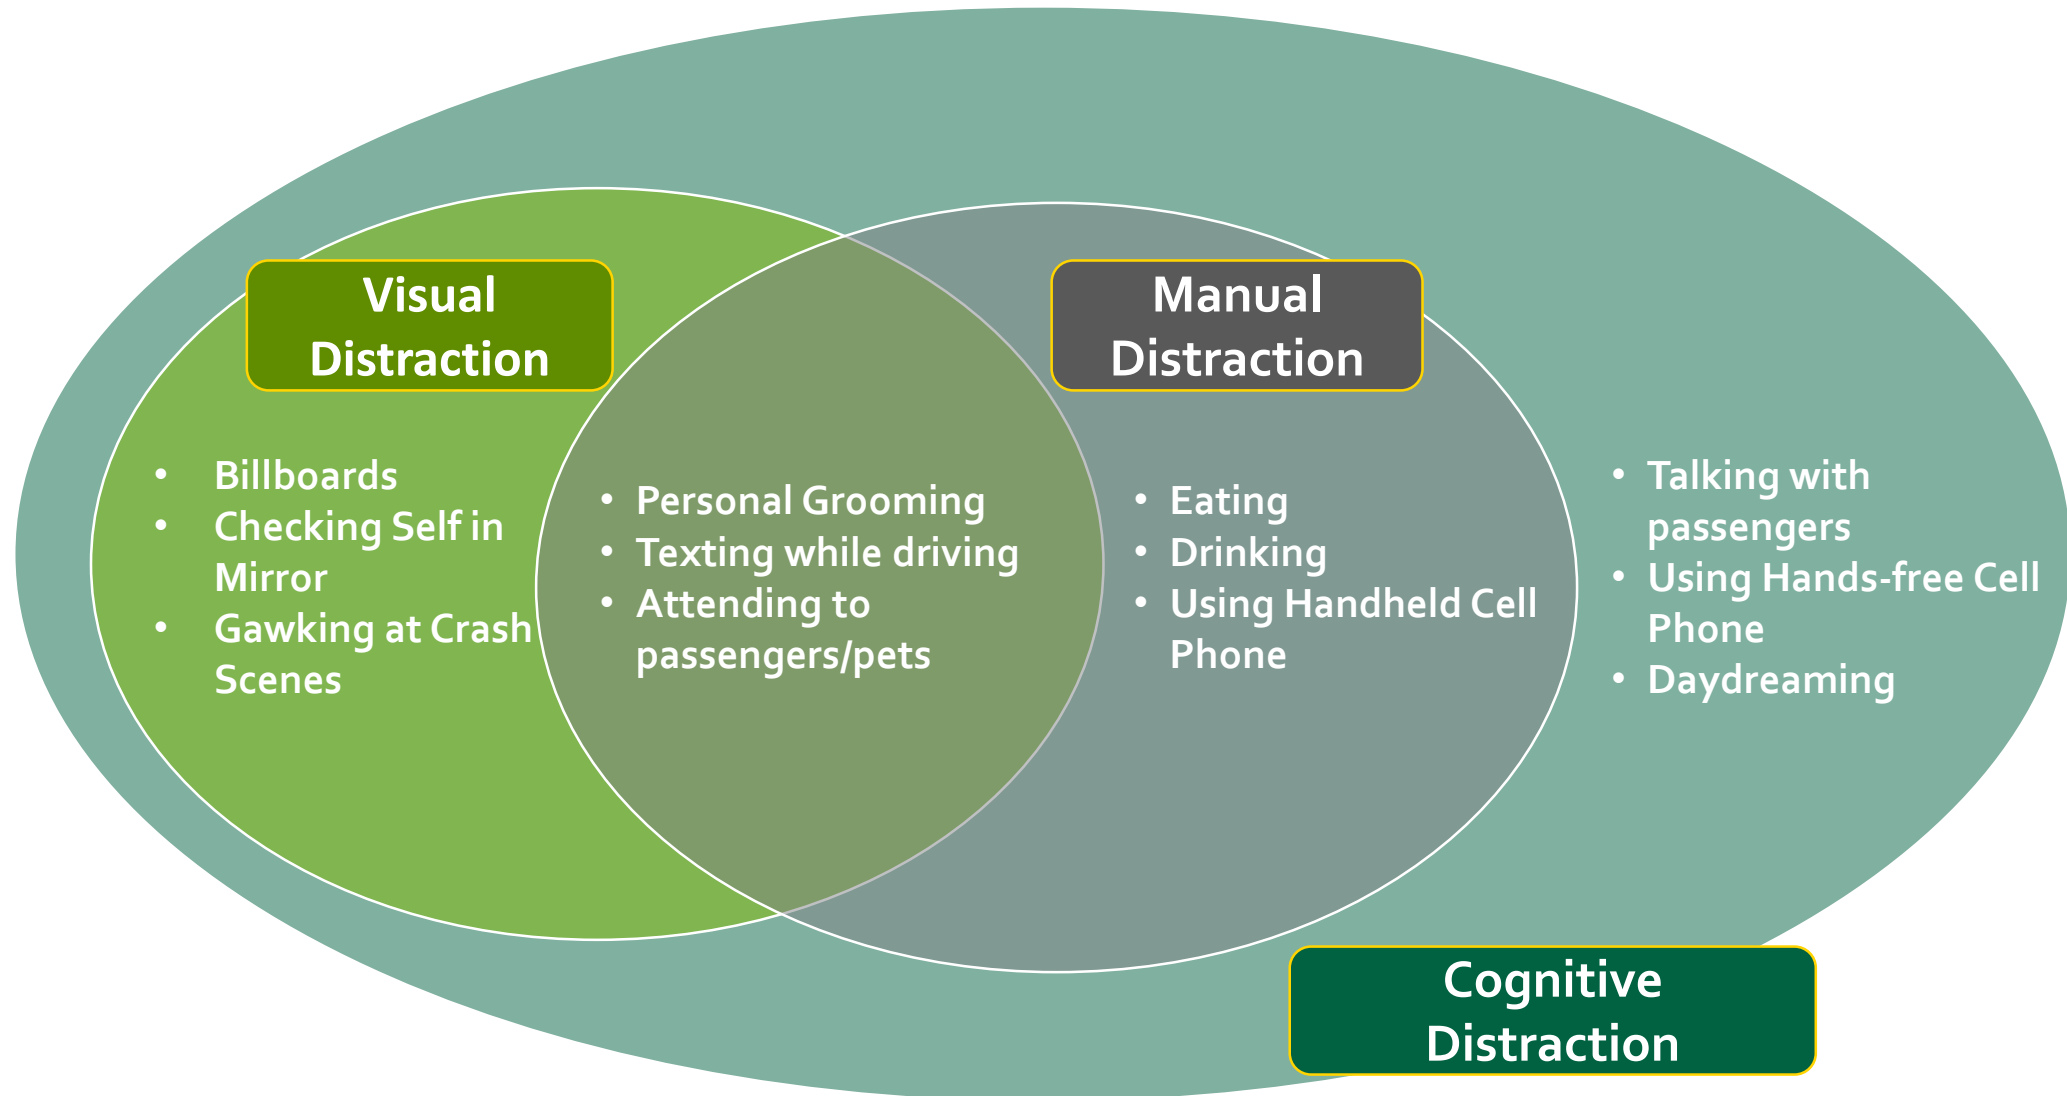 Visual
Distraction
• Billboards
• Checking Self in
Mirror
• Gawking at Crash
Scenes
• Personal Grooming
• Texting while driving
• Attending to
passengers/pets
Manual
Distraction
• Eating
• Drinking
• Using Handheld Cell
Phone
• Talking with
passengers
• Using Hands-free Cell
Phone
• Daydreaming
Cognitive
Distraction